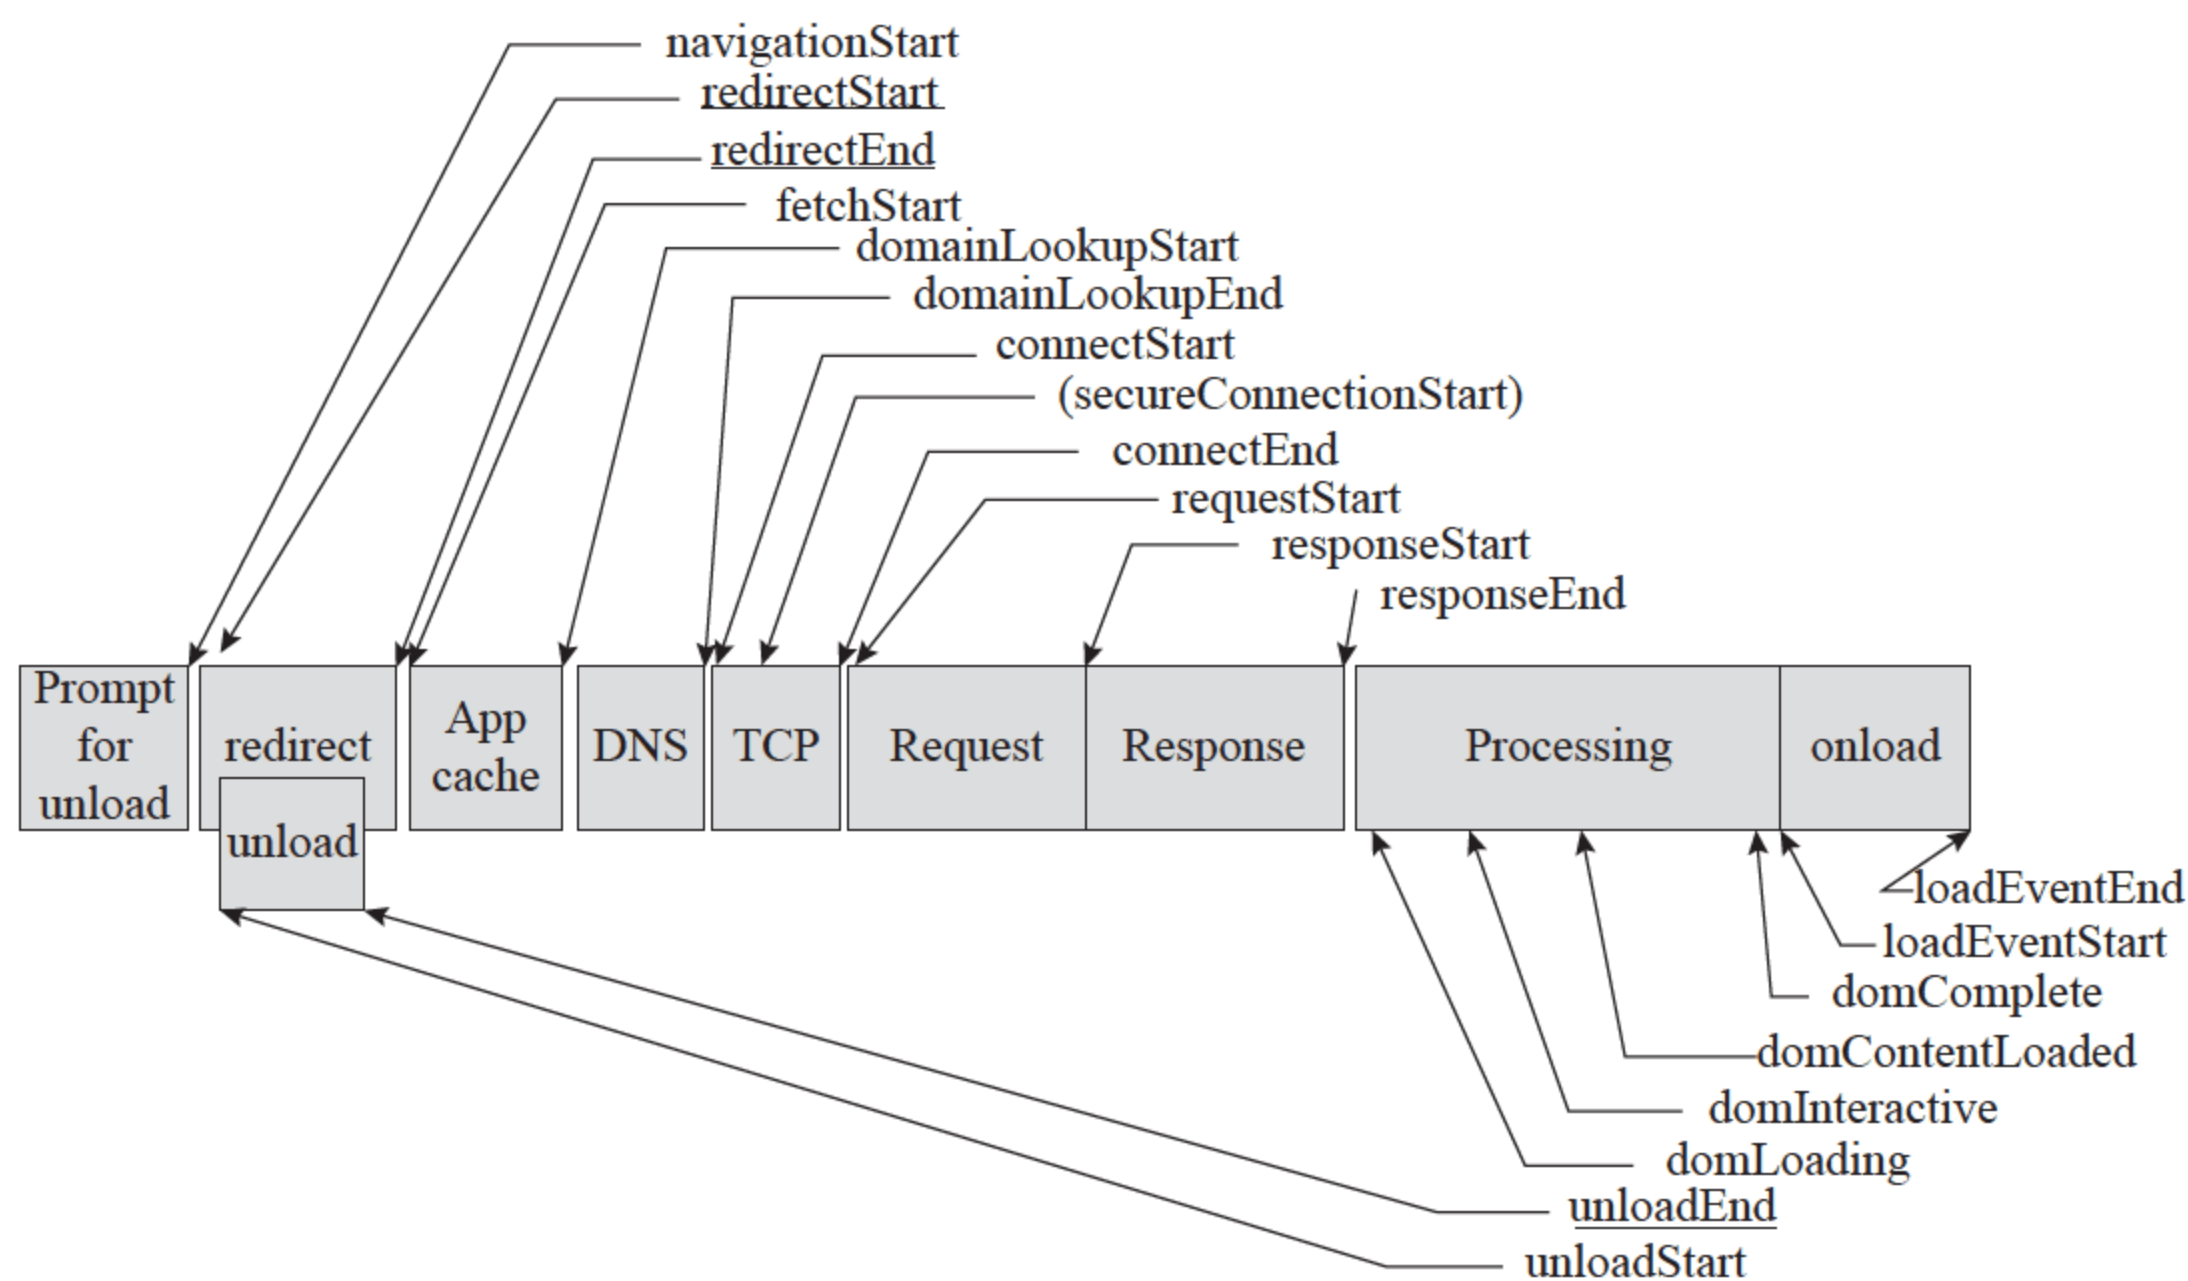 navigationStart
redirectStart
redirectEnd
fetchStart
domainLookupStart
domainLookupEnd
connectStart
(secureConnectionStart)
connectEnd
requestStart
responseStart
responseEnd
Prompt
for
unload
redirect
unload
App
cache
DNS
TCP
Request
Response
Processing
onload
loadEventEnd
loadEventStart
domComplete
domContentLoaded
domInteractive
domLoading
unloadEnd
unloadStart